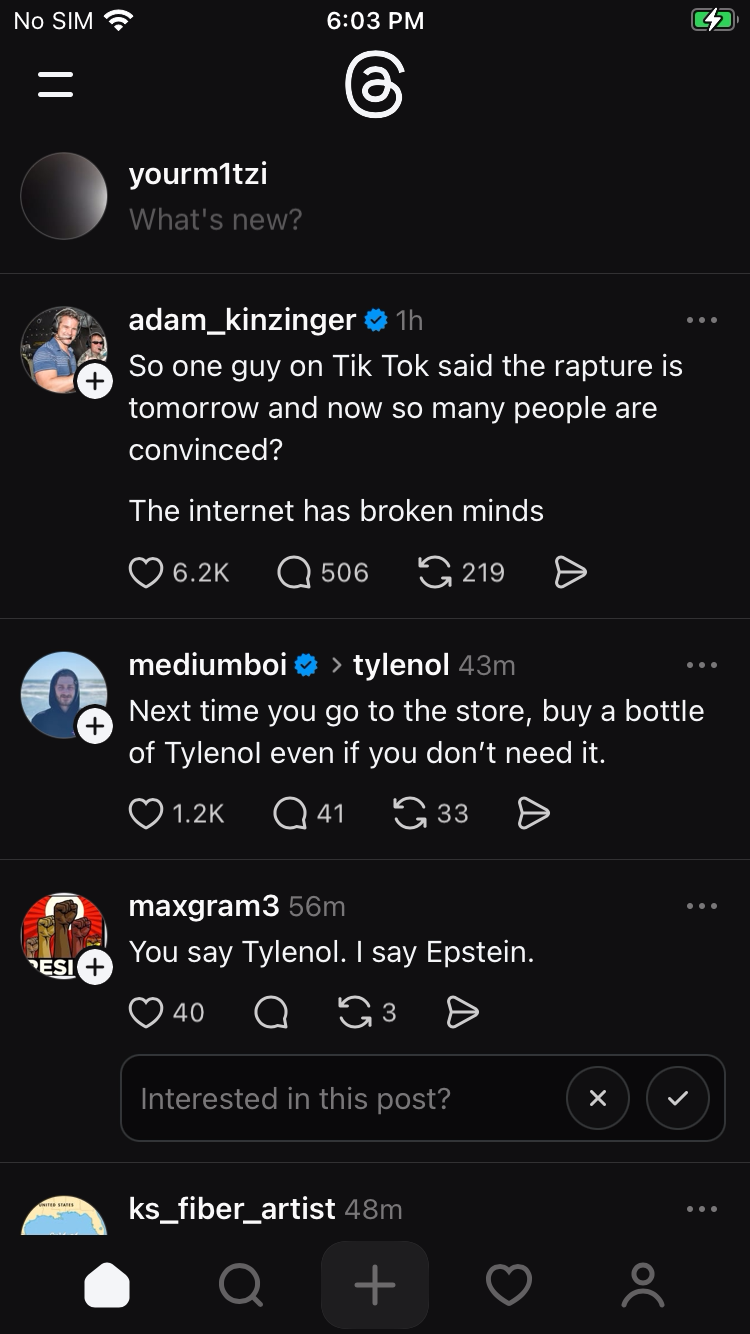 No SIM 6:03 PM
yourm1tzi
What's new?
adam_kinzinger 1h
So one guy on Tik Tok said the rapture is
tomorrow and now so many people are
convinced?
The internet has broken minds
6.2K 506 219
mediumboi > tylenol 43m
Next time you go to the store, buy a bottle
of Tylenol even if you don’t need it.
1.2K 41 33
maxgram3 56m
RESI
You say Tylenol. I say Epstein.
40 3
Interested in this post?
UNITED STATES
ks_fiber_artist 48m